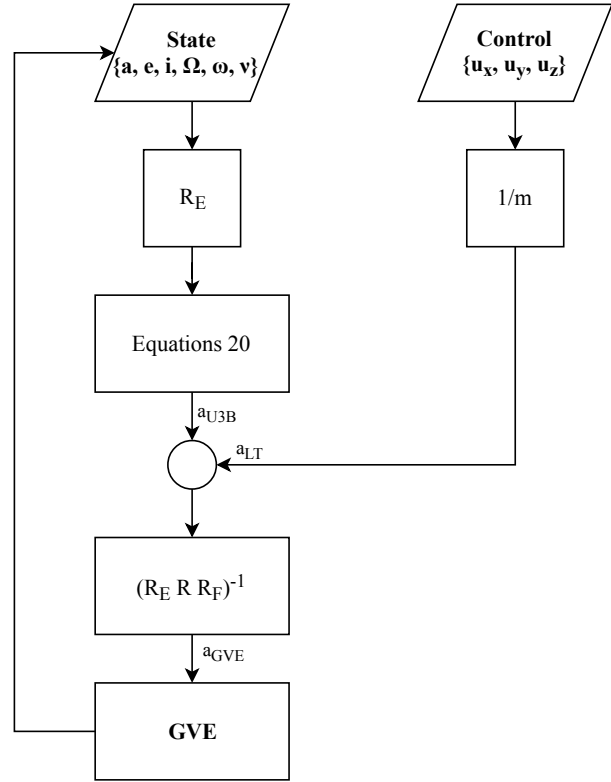 State
{a, e, i, Ω, ω, ν}
Control
{u_x, u_y, u_z}
R_E
1/m
Equations 20
a_U3B
a_LT
(R_E R R_F)^-1
a_GVE
GVE